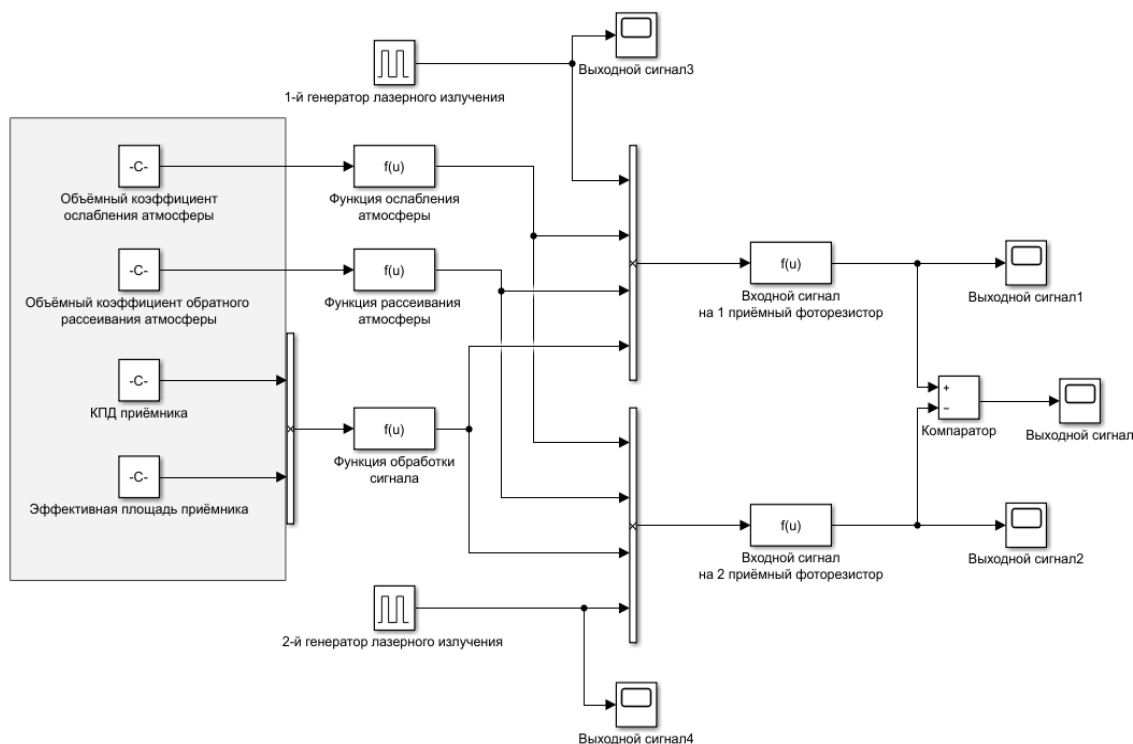 Выходной сигнал3
1-й генератор лазерного излучения
-C-
f(u)
Объёмный коэффициент
ослабления атмосферы
Функция ослабления
атмосферы
-C-
f(u)
Объёмный коэффициент обратного
рассеивания атмосферы
Функция рассеивания
атмосферы
×
f(u)
Входной сигнал
на 1 приёмный фоторезистор
Выходной сигнал1
-C-
КПД приёмника
×
f(u)
Функция обработки
сигнала
-C-
Эффективная площадь приёмника
+
−
Компаратор
Выходной сигнал
×
f(u)
Входной сигнал
на 2 приёмный фоторезистор
Выходной сигнал2
2-й генератор лазерного излучения
Выходной сигнал4